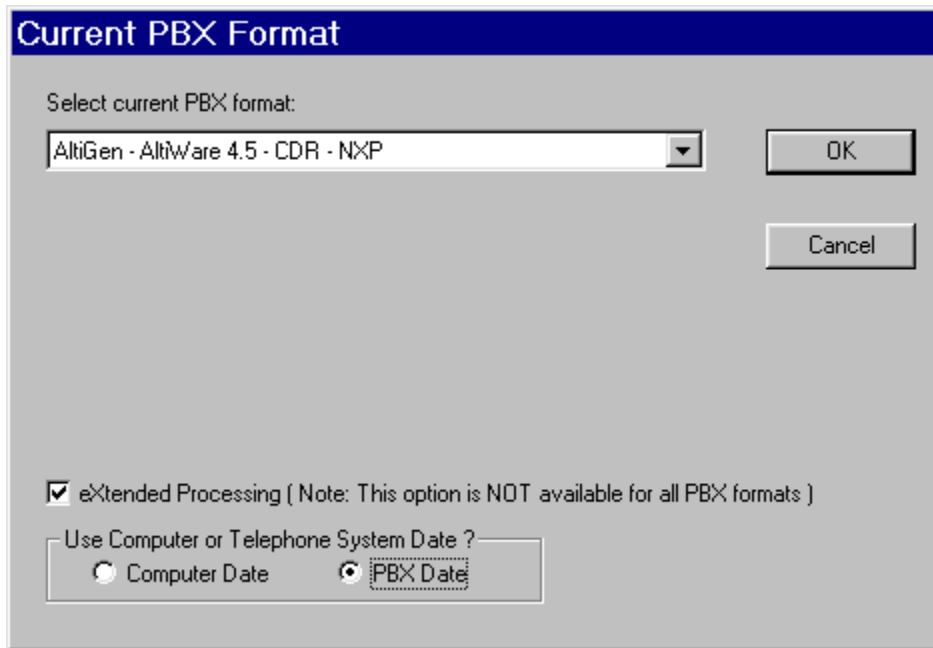 Current PBX Format
Select current PBX format:
AltiGen - AltiWare 4.5 - CDR - NXP
OK
Cancel
eXtended Processing ( Note: This option is NOT available for all PBX formats )
Use Computer or Telephone System Date ?
Computer Date
PBX Date